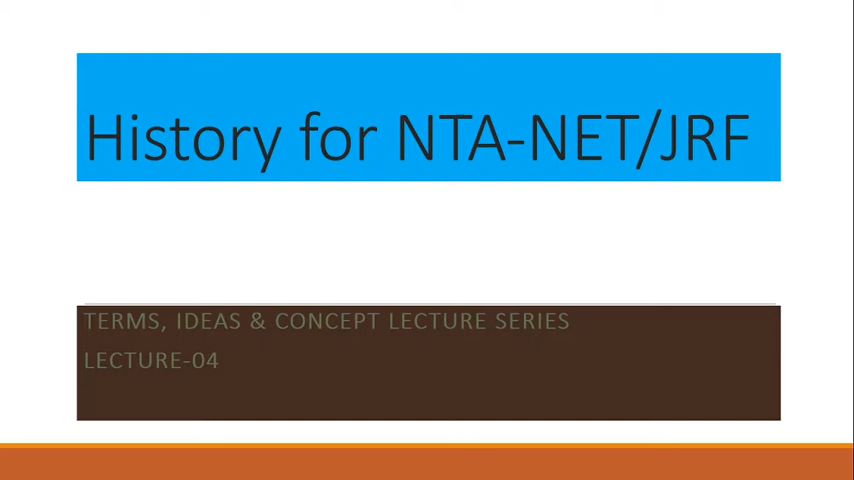 History for NTA-NET/JRF
TERMS, IDEAS & CONCEPT LECTURE SERIES
LECTURE-04